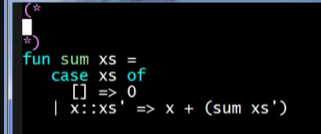 (*
*)
fun sum xs =
case xs of
[] => 0
| x::xs' => x + (sum xs')